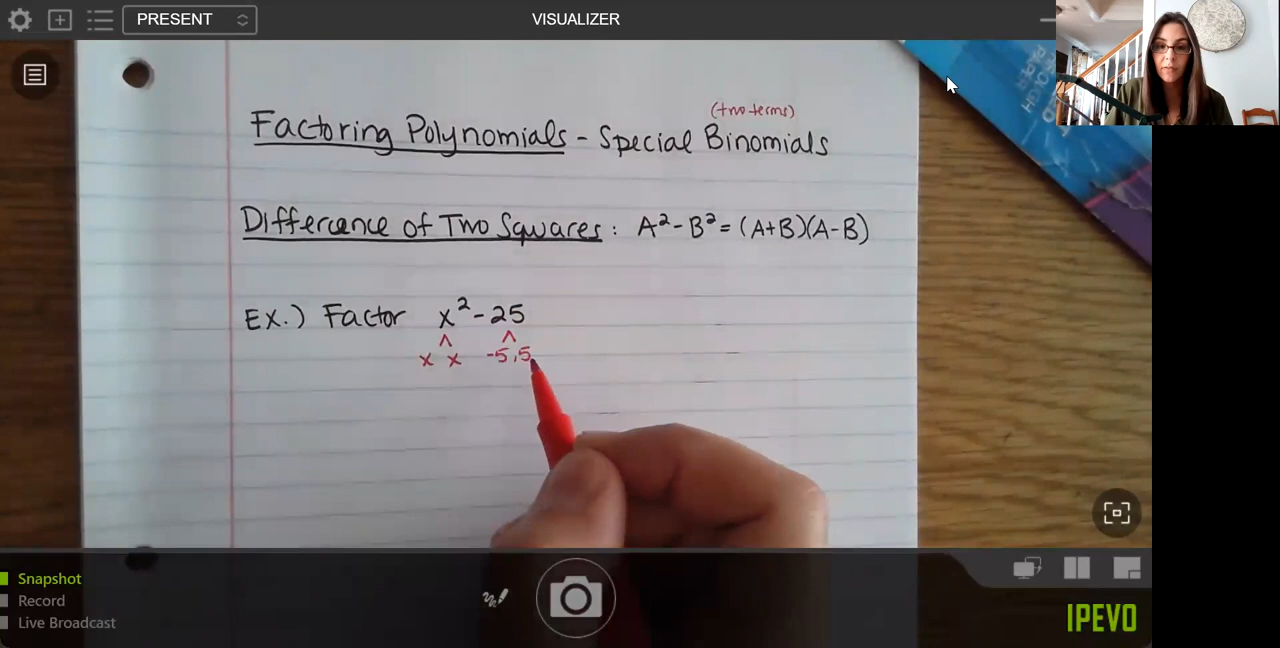 PRESENT
VISUALIZER
(two terms)
Factoring Polynomials - Special Binomials
Difference of Two Squares: A²-B²=(A+B)(A-B)
EX.) Factor x²-25
x x -5,5
Snapshot
Record
Live Broadcast
IPEVO